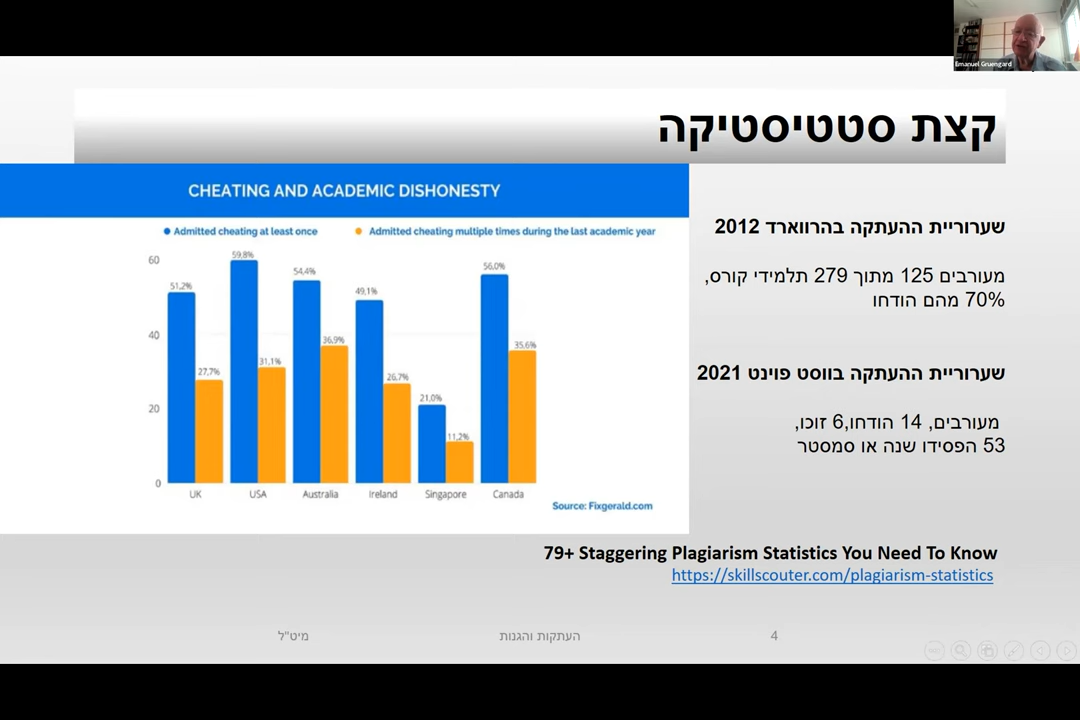 Emanuel Gruengard
קצת סטטיסטיקה
CHEATING AND ACADEMIC DISHONESTY
Admitted cheating at least once
Admitted cheating multiple times during the last academic year
60
40
20
0
51,2%
27,7%
59,8%
31,1%
54,4%
36,9%
49,1%
26,7%
21,0%
11,2%
56,0%
35,6%
UK
USA
Australia
Ireland
Singapore
Canada
Source: Fixgerald.com
שערוריית ההעתקה בהרווארד 2012
מעורבים 125 מתוך 279 תלמידי קורס,
70% מהם הודחו
שערוריית ההעתקה בווסט פוינט 2021
מעורבים, 14 הודחו,6 זוכו,
53 הפסידו שנה או סמסטר
79+ Staggering Plagiarism Statistics You Need To Know
https://skillscouter.com/plagiarism-statistics
4
העתקות והגנות
מיט"ל